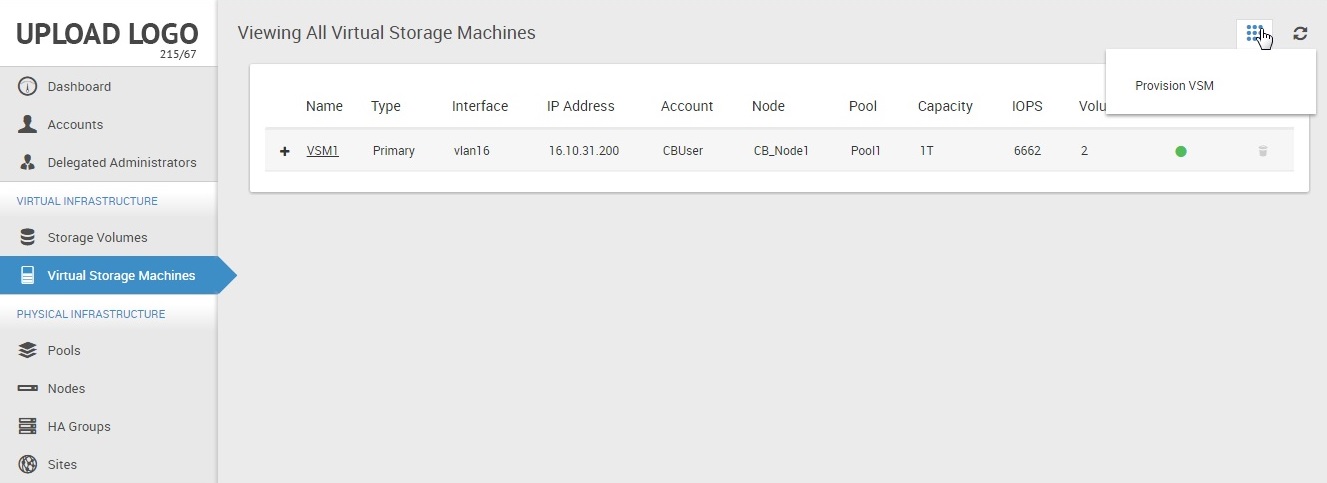 UPLOAD LOGO
215/67
Dashboard
Accounts
Delegated Administrators
VIRTUAL INFRASTRUCTURE
Storage Volumes
Virtual Storage Machines
PHYSICAL INFRASTRUCTURE
Pools
Nodes
HA Groups
Sites
Viewing All Virtual Storage Machines
Provision VSM
Name Type Interface IP Address Account Node Pool Capacity IOPS
VSM1 Primary vlan16 16.10.31.200 CBUser CB_Node1 Pool1 1T 6662 2